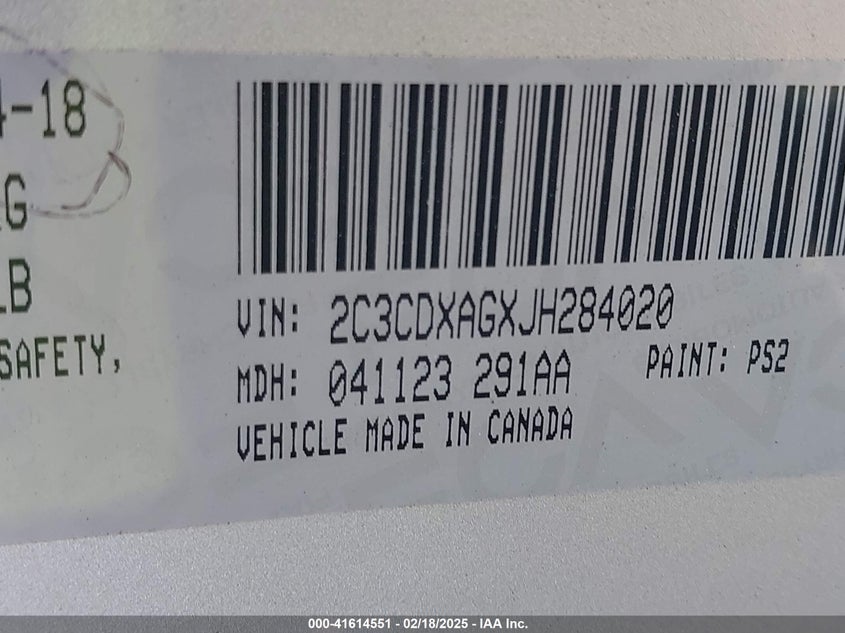 4-18
G
LB
SAFETY,
VIN: 2C3CDXAGXJH284020
MDH: 041123 291AA PAINT: PS2
VEHICLE MADE IN CANADA
000-41614551 - 02/18/2025 - IAA Inc.